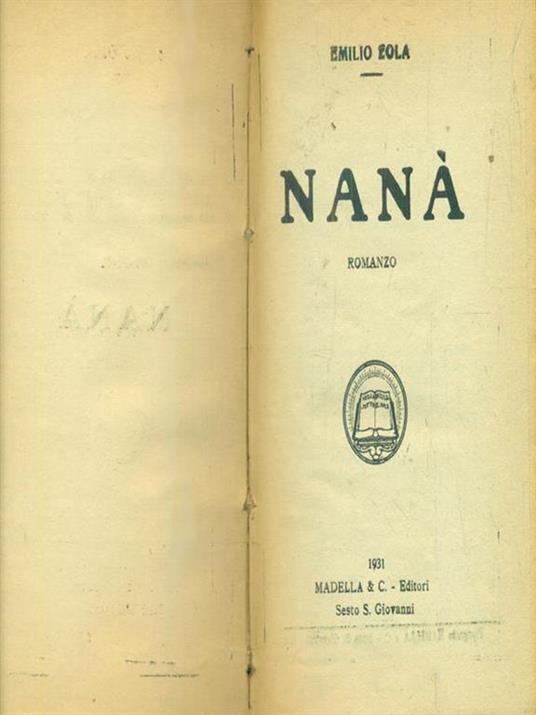 EMILIO ZOLA
NANÀ
ROMANZO
1931
MADELLA & C. - Editori
Sesto S. Giovanni